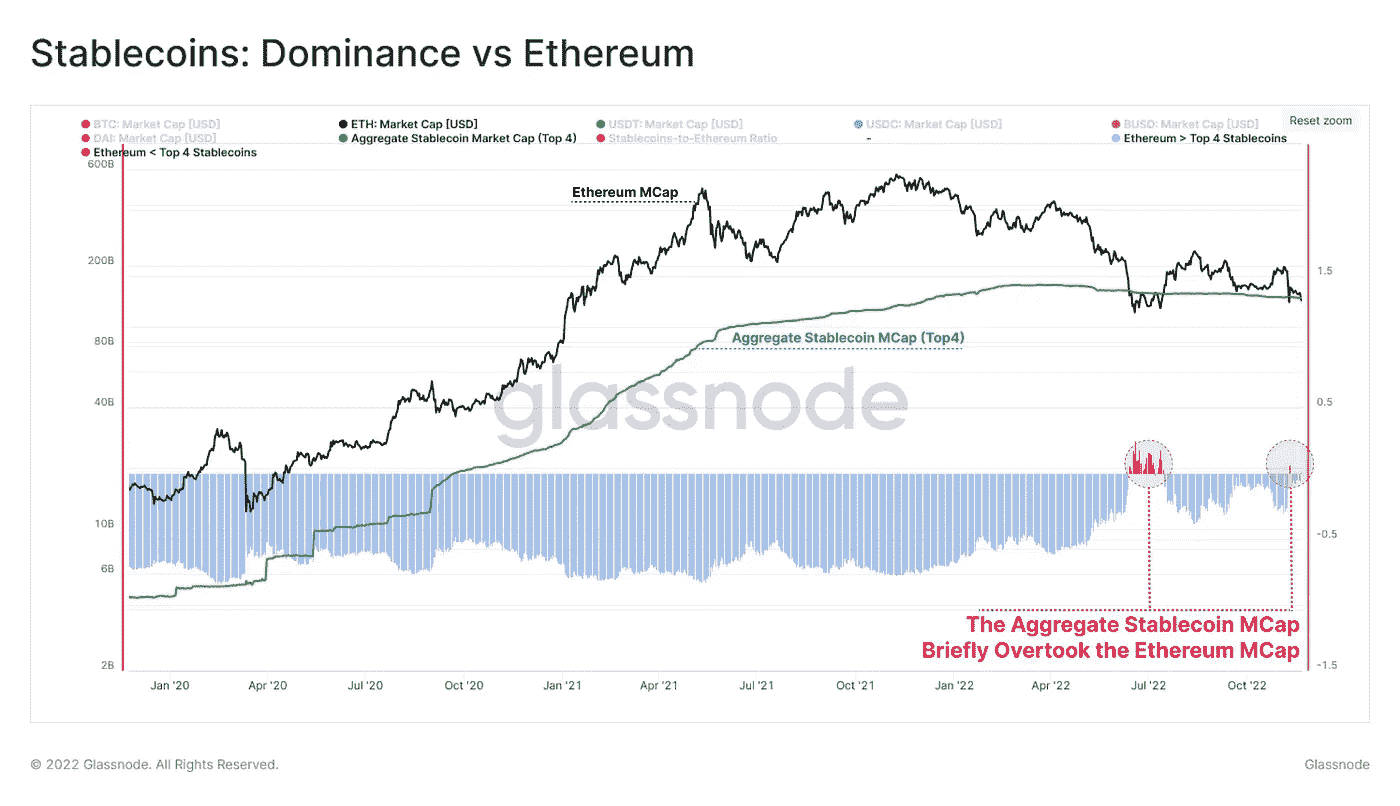 Stablecoins: Dominance vs Ethereum
BTC: Market Cap [USD]
ETH: Market Cap [USD]
USDT: Market Cap [USD]
USDC: Market Cap [USD]
BUSD: Market Cap [USD]
Reset zoom
DAI: Market Cap [USD]
Aggregate Stablecoin Market Cap (Top 4)
Stablecoins-to-Ethereum Ratio
-
Ethereum > Top 4 Stablecoins
Ethereum < Top 4 Stablecoins
600B
Ethereum MCap
200B
1.5
80B
Aggregate Stablecoin MCap (Top4)
glassnode
40B
0.5
10B
-0.5
6B
The Aggregate Stablecoin MCap
Briefly Overtook the Ethereum MCap
2B
-1.5
Jan '20 Apr '20 Jul '20 Oct '20 Jan '21 Apr '21 Jul '21 Oct '21 Jan '22 Apr '22 Jul '22 Oct '22
© 2022 Glassnode. All Rights Reserved.
Glassnode